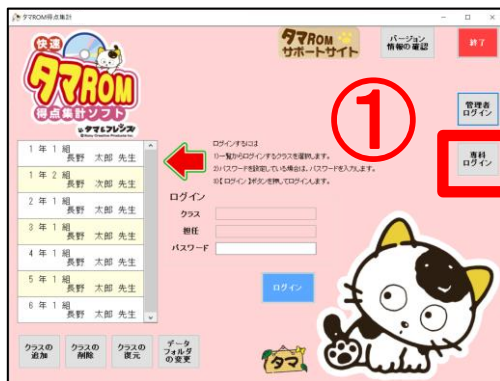 タマROM得点集計
快適
タマROM
得点集計ソフト
タマ&フレンズ
タマROM
サポートサイト
バージョン
情報の確認
終了
①
管理者
ログイン
専科
ログイン
1年1組
長野 太郎 先生
1年2組
長野 次郎 先生
2年1組
長野 太郎 先生
3年1組
長野 太郎 先生
4年1組
長野 太郎 先生
5年1組
長野 太郎 先生
6年1組
長野 太郎 先生
ログインするには
1)一覧からログインするクラスを選択します。
2)パスワードを設定している場合は、パスワードを入力します。
3)【ログイン】ボタンを押してログインします。
ログイン
クラス
担任
パスワード
ログイン
クラスの
追加
クラスの
削除
クラスの
復元
データ
フォルダ
の変更
タマ